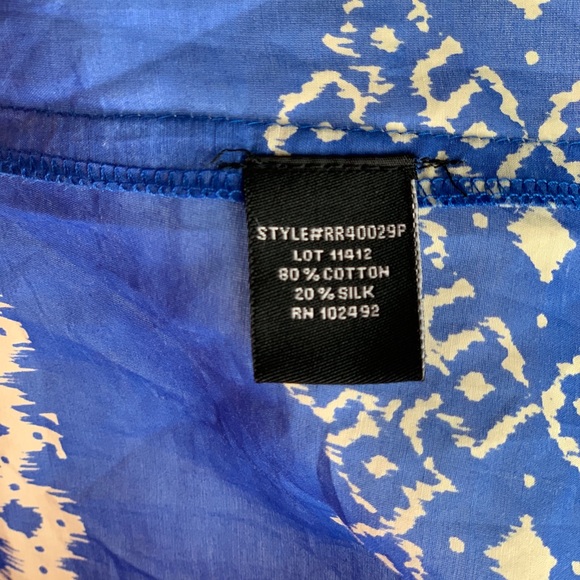 STYLE#RR40029P
LOT 11412
80% COTTON
20% SILK
RN 102492